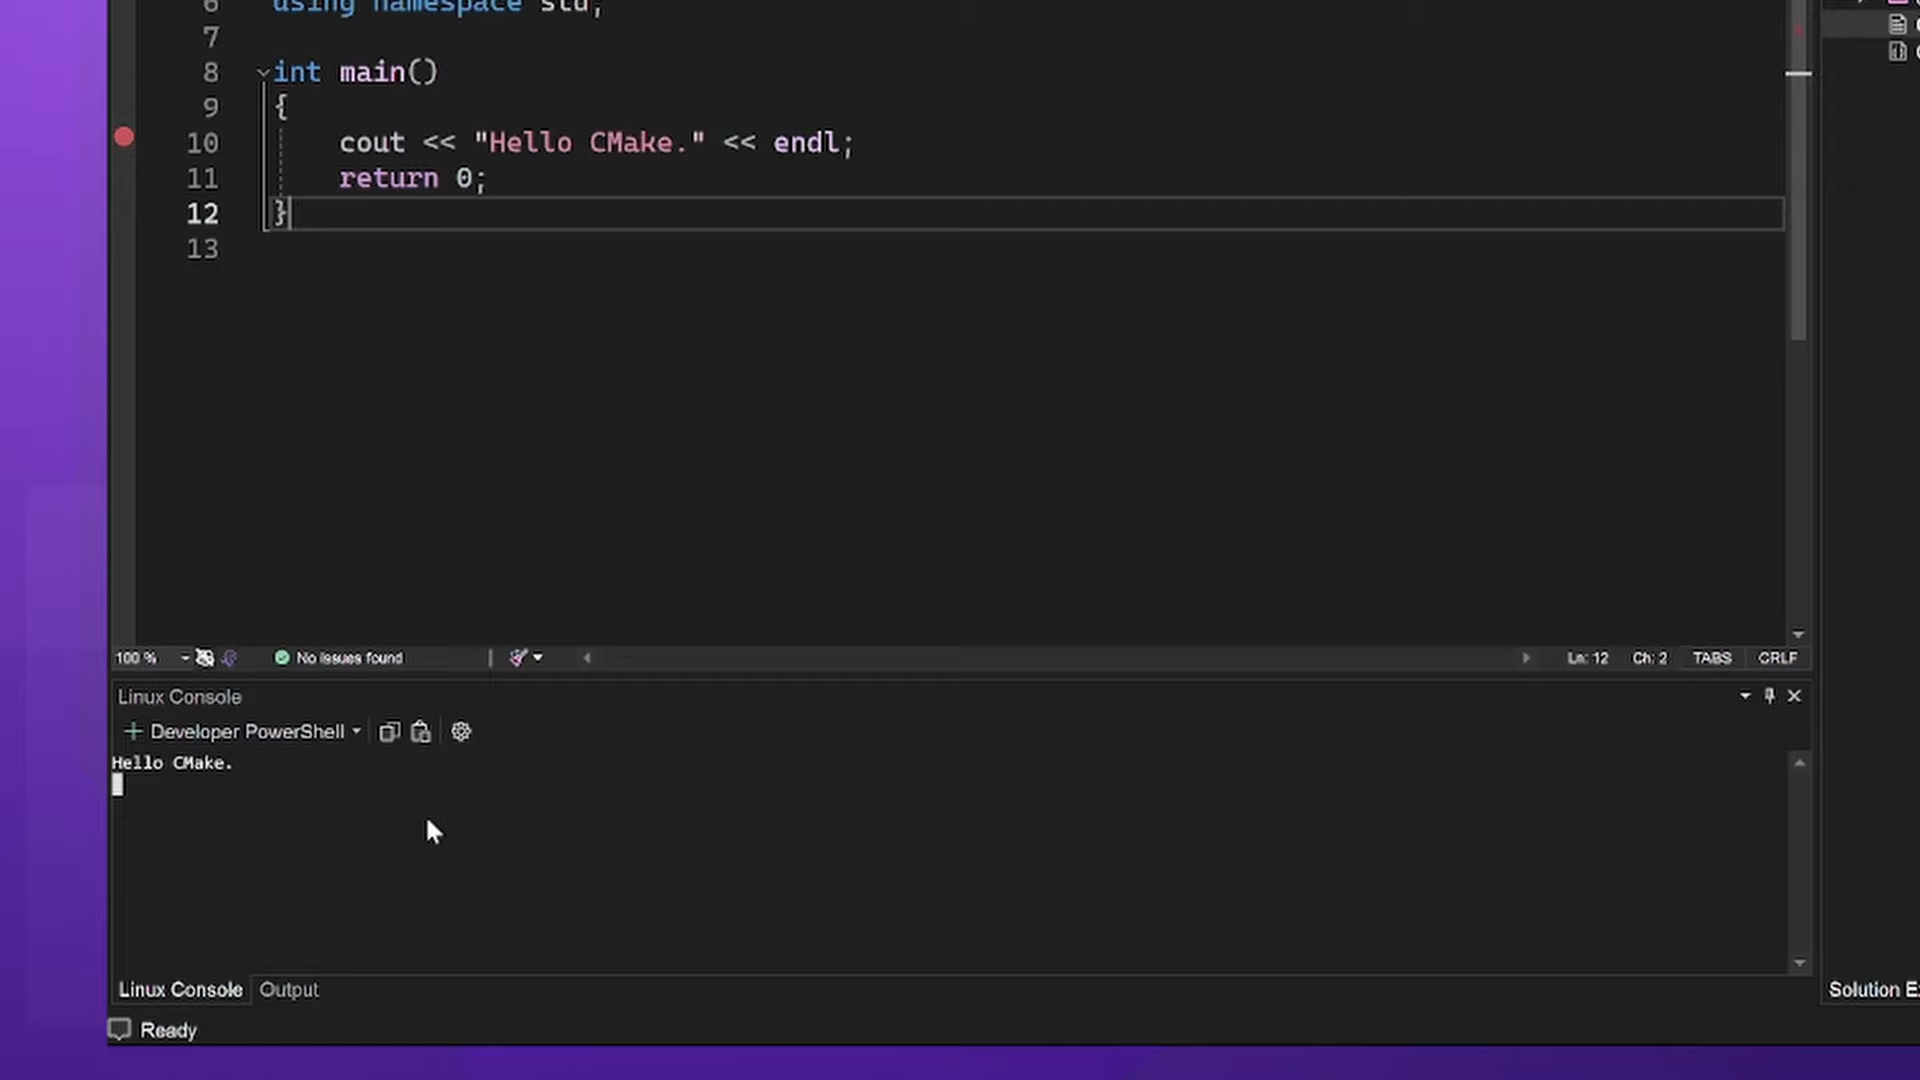 6 using namespace std;
7
8 int main()
9 {
10 cout << "Hello CMake." << endl;
11 return 0;
12 }
13
100 % No issues found Ln: 12 Ch: 2 TABS CRLF
Linux Console
Developer PowerShell
Hello CMake.
Linux Console Output
Solution
Ready